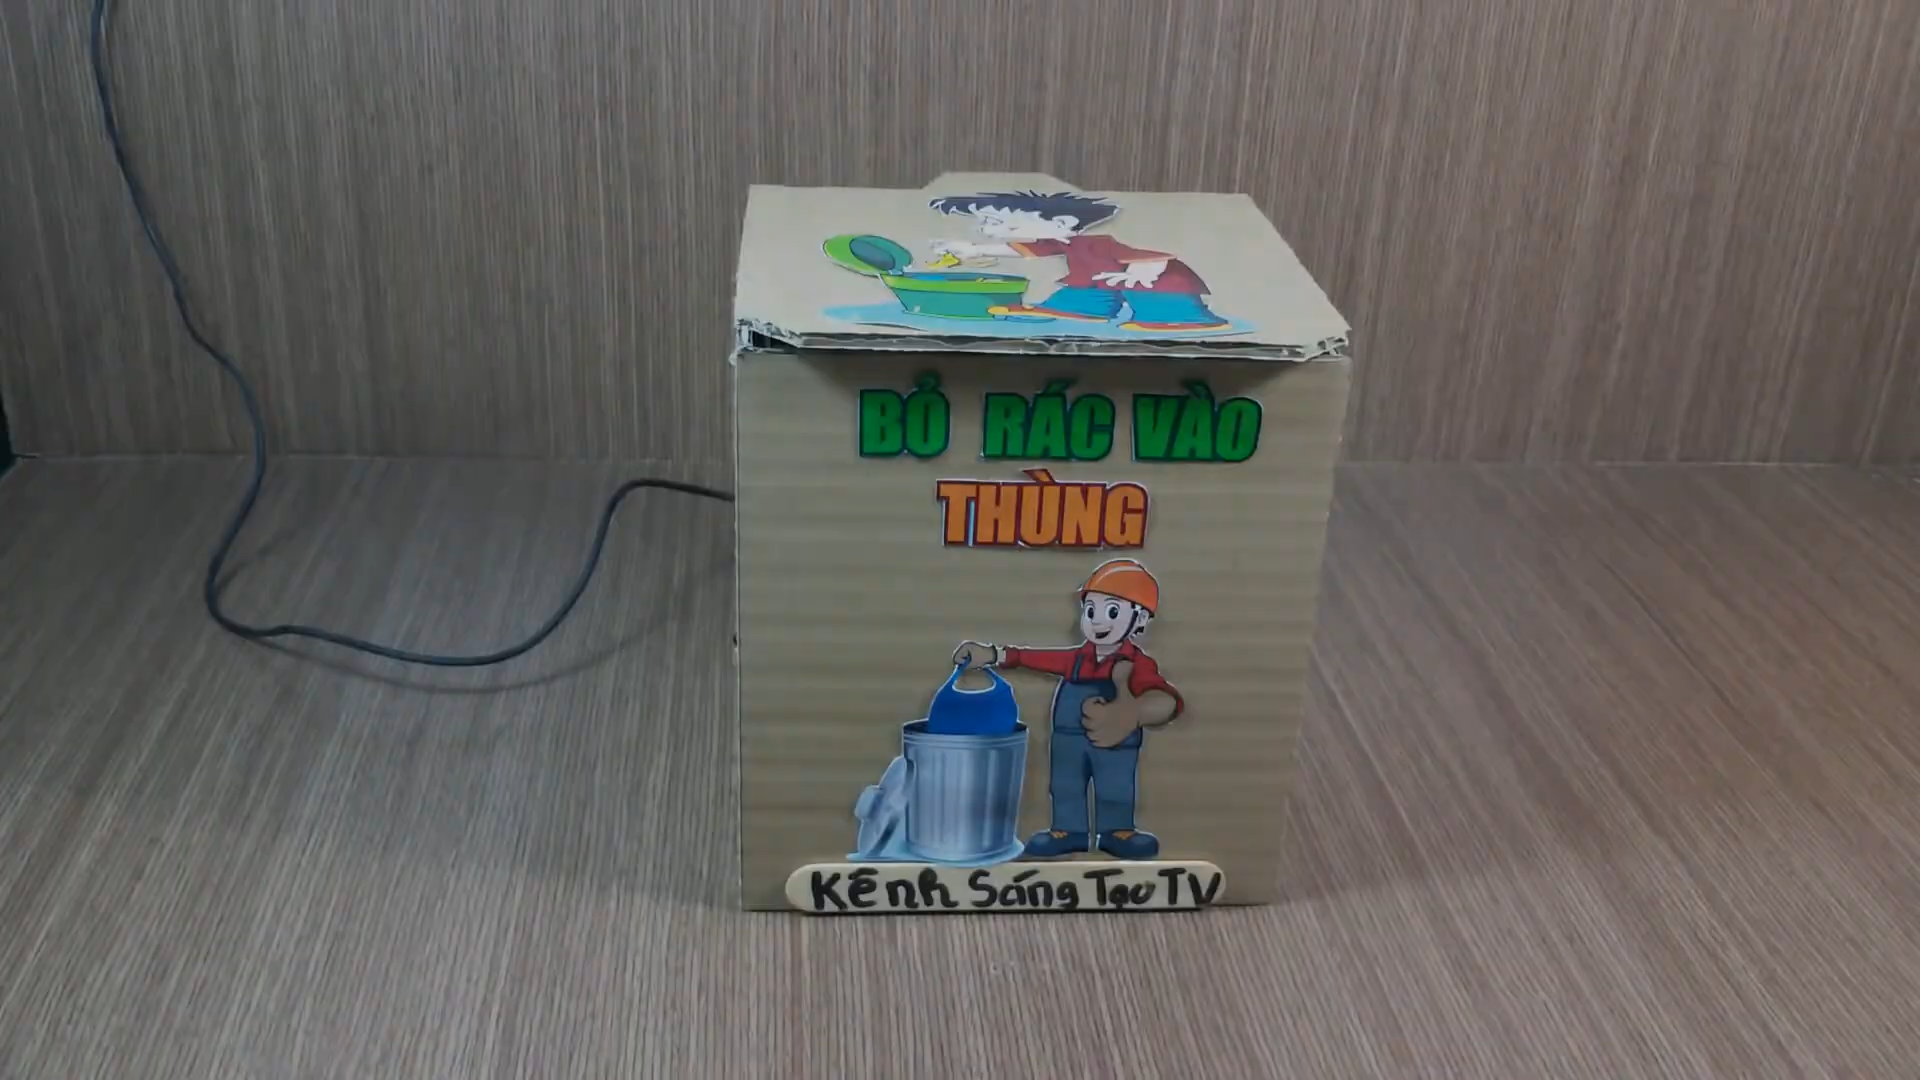 BỎ RÁC VÀO
THÙNG
Kênh Sáng Tạo TV